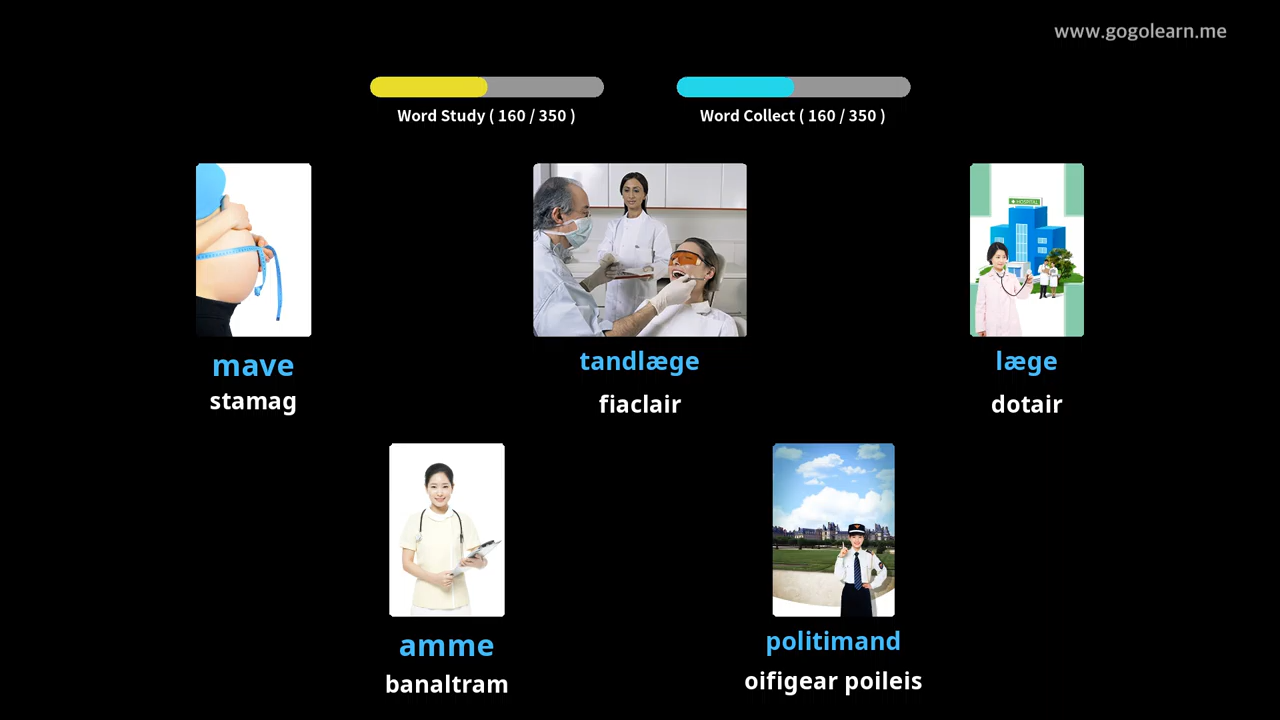 www.gogolearn.me
Word Study ( 160 / 350 )
Word Collect ( 160 / 350 )
HOSPITAL
mave
stamag
tandlæge
fiaclair
læge
dotair
amme
banaltram
politimand
oifigear poileis